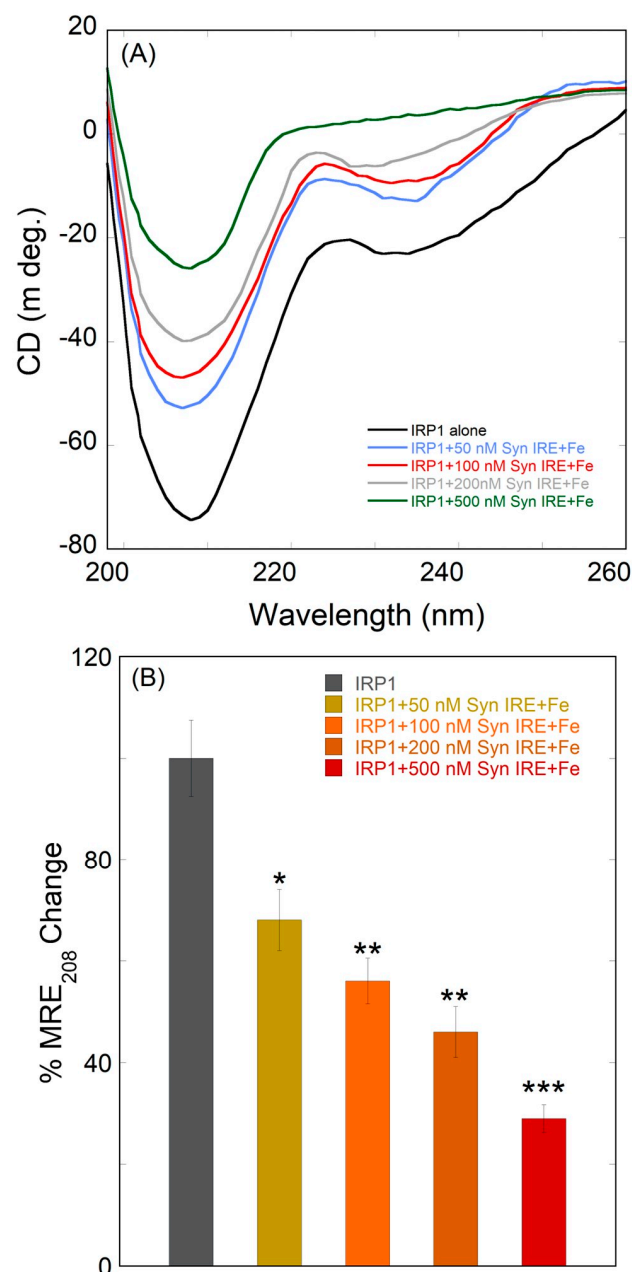 20
(A)
0
-20
-40
-60
-80
CD (m deg.)
IRP1 alone
IRP1+50 nM Syn IRE+Fe
IRP1+100 nM Syn IRE+Fe
IRP1+200nM Syn IRE+Fe
IRP1+500 nM Syn IRE+Fe
200 220 240 260
Wavelength (nm)
120
(B)
80
40
0
% MRE208 Change
IRP1
IRP1+50 nM Syn IRE+Fe
IRP1+100 nM Syn IRE+Fe
IRP1+200 nM Syn IRE+Fe
IRP1+500 nM Syn IRE+Fe
*
**
**
***